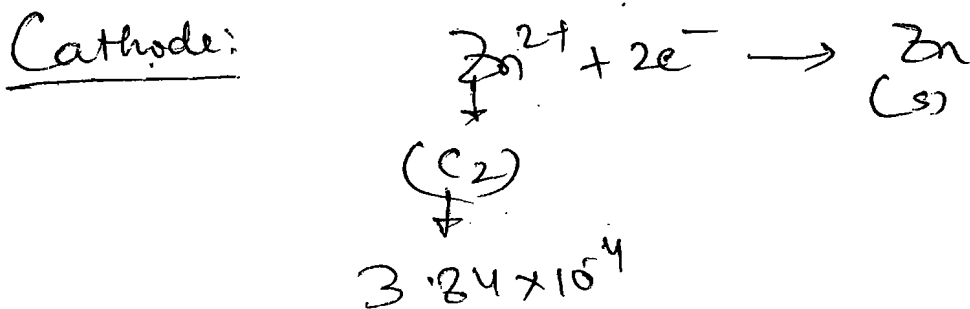 Cathode: Zn²⁺ + 2e⁻ → Zn
(s)
↓
(C2)
↓
3.84×10⁻⁴